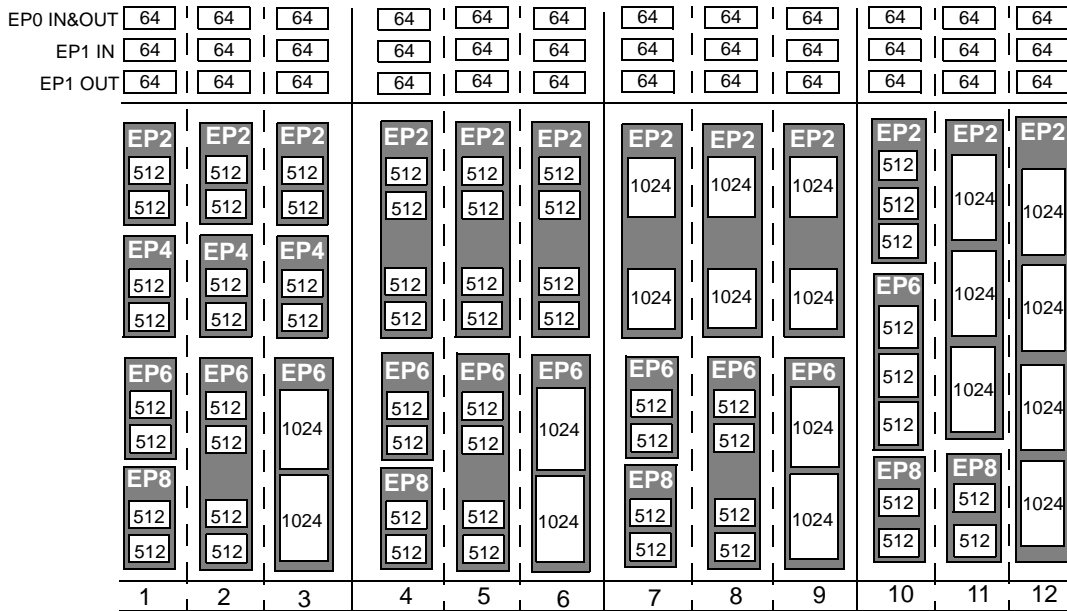 EP0 IN&OUT 64 64 64 64 64 64 64 64 64 64 64 64
EP1 IN 64 64 64 64 64 64 64 64 64 64 64 64
EP1 OUT 64 64 64 64 64 64 64 64 64 64 64 64
EP2 EP2 EP2 EP2 EP2 EP2 EP2 EP2 EP2 EP2 EP2 EP2
512 512 512 512 512 512 1024 1024 1024 512 1024 1024
512 512 512 512 512 512 512
EP4 EP4 EP4 512
512 512 512 512 512 512 1024 1024 1024 EP6 1024 1024
512 512 512 512 512 512 512
EP6 EP6 EP6 EP6 EP6 EP6 EP6 EP6 EP6 512 1024 1024
512 512 1024 512 512 1024 512 512 1024 512
512 512 512 512 512 512
EP8 EP8 EP8 EP8 EP8
512 512 1024 512 512 1024 512 512 1024 512 512 1024
512 512 512 512 512 512 512 512
1 2 3 4 5 6 7 8 9 10 11 12